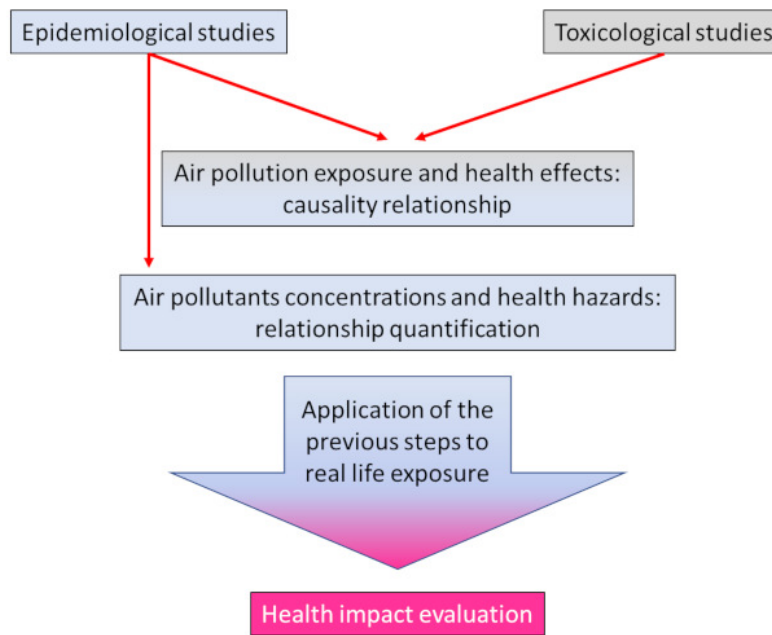 Epidemiological studies
Toxicological studies
Air pollution exposure and health effects:
causality relationship
Air pollutants concentrations and health hazards:
relationship quantification
Application of the
previous steps to
real life exposure
Health impact evaluation